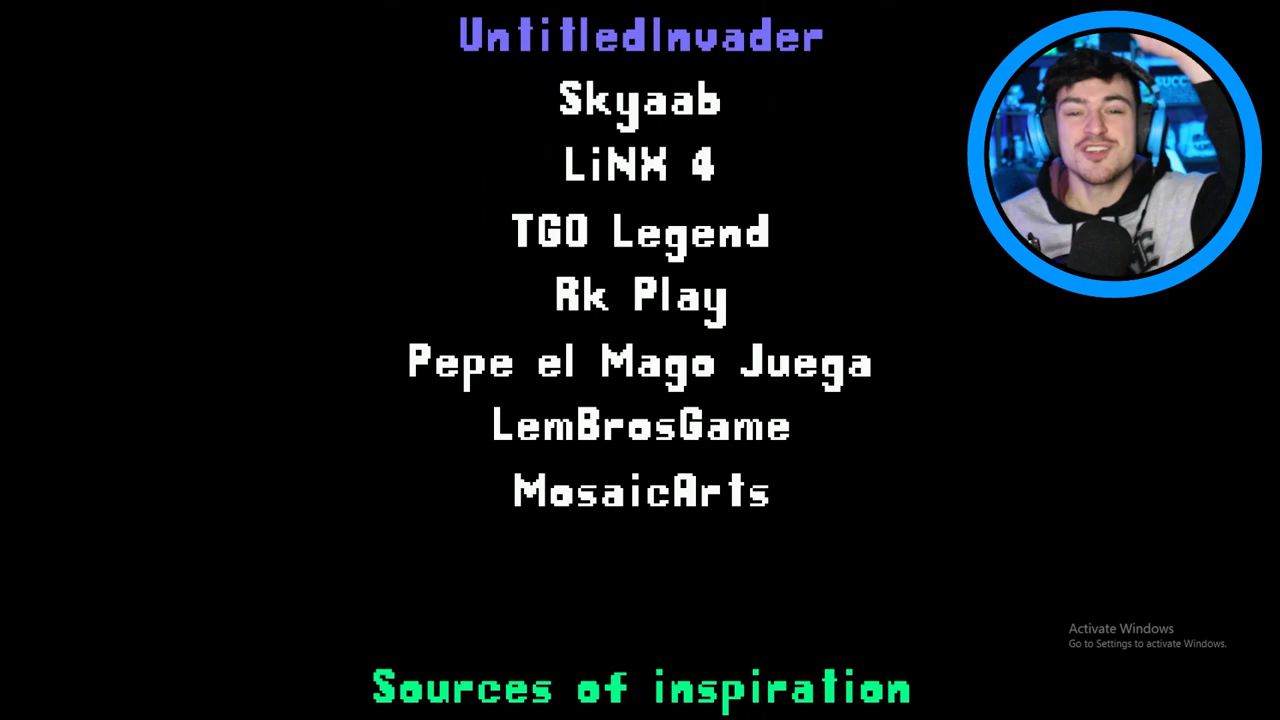 UntitledInvader
Skyaab
LiNX 4
TGO Legend
Rk Play
Pepe el Mago Juega
LemBrosGame
MosaicArts
SUCC
Activate Windows
Go to Settings to activate Windows.
Sources of inspiration